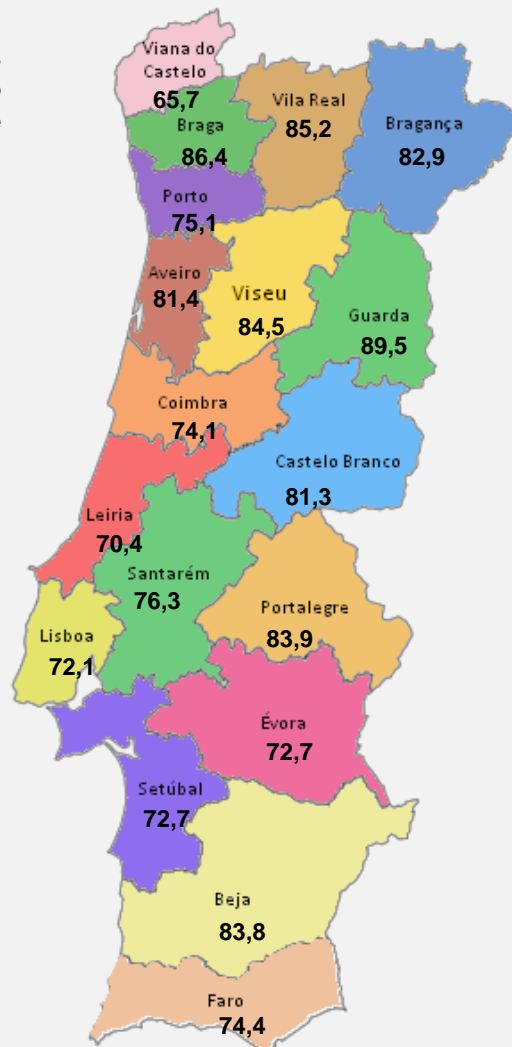 Viana do
Castelo
65,7
Braga
86,4
Vila Real
85,2
Bragança
82,9
Porto
75,1
Aveiro
81,4
Viseu
84,5
Guarda
89,5
Coimbra
74,1
Castelo Branco
81,3
Leiria
70,4
Santarém
76,3
Portalegre
83,9
Lisboa
72,1
Évora
72,7
Setúbal
72,7
Beja
83,8
Faro
74,4